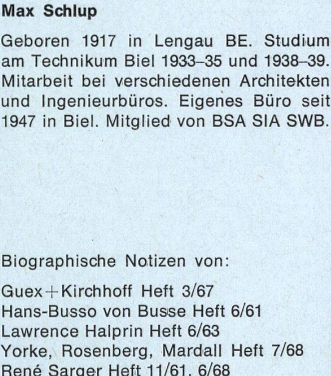 Max Schlup
Geboren 1917 in Lengau BE. Studium
am Technikum Biel 1933–35 und 1938–39.
Mitarbeit bei verschiedenen Architekten
und Ingenieurbüros. Eigenes Büro seit
1947 in Biel. Mitglied von BSA SIA SWB.
Biographische Notizen von:
Guex+Kirchhoff Heft 3/67
Hans-Busso von Busse Heft 6/61
Lawrence Halprin Heft 6/63
Yorke, Rosenberg, Mardall Heft 7/68
René Sarger Heft 11/61, 6/68